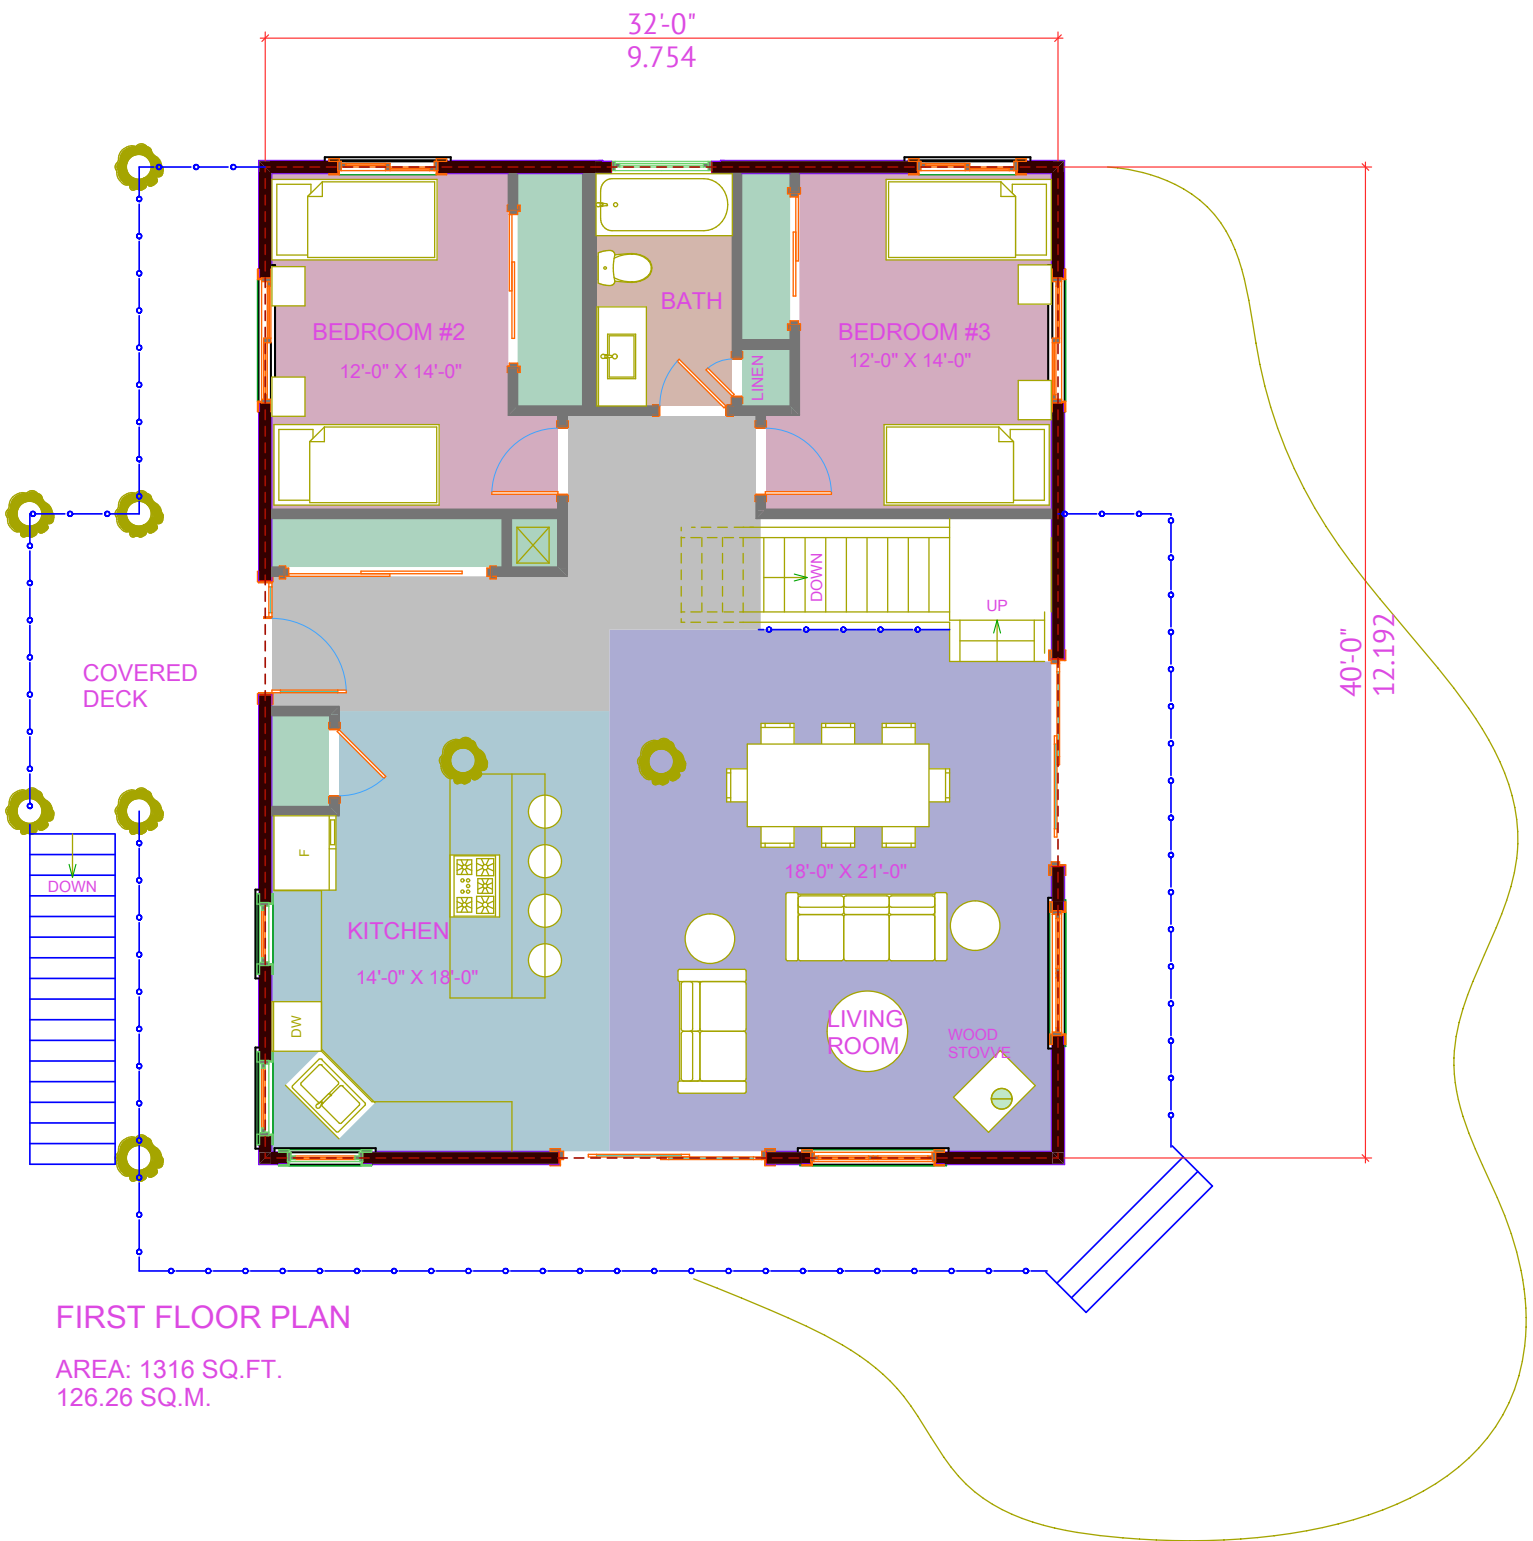 32'-0"
9.754
BATH
BEDROOM #2
12'-0" X 14'-0"
BEDROOM #3
12'-0" X 14'-0"
LINEN
DOWN
UP
40'-0"
12.192
COVERED
DECK
F
DOWN
18'-0" X 21'-0"
KITCHEN
14'-0" X 18'-0"
DW
LIVING
ROOM
WOOD
STOVVE
FIRST FLOOR PLAN
AREA: 1316 SQ.FT.
126.26 SQ.M.